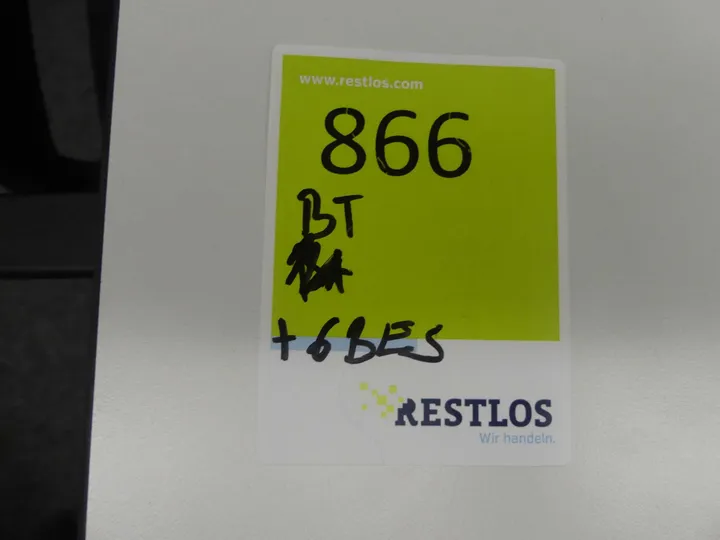 www.restlos.com
866
BT
+6BES
RESTLOS
Wir handeln.